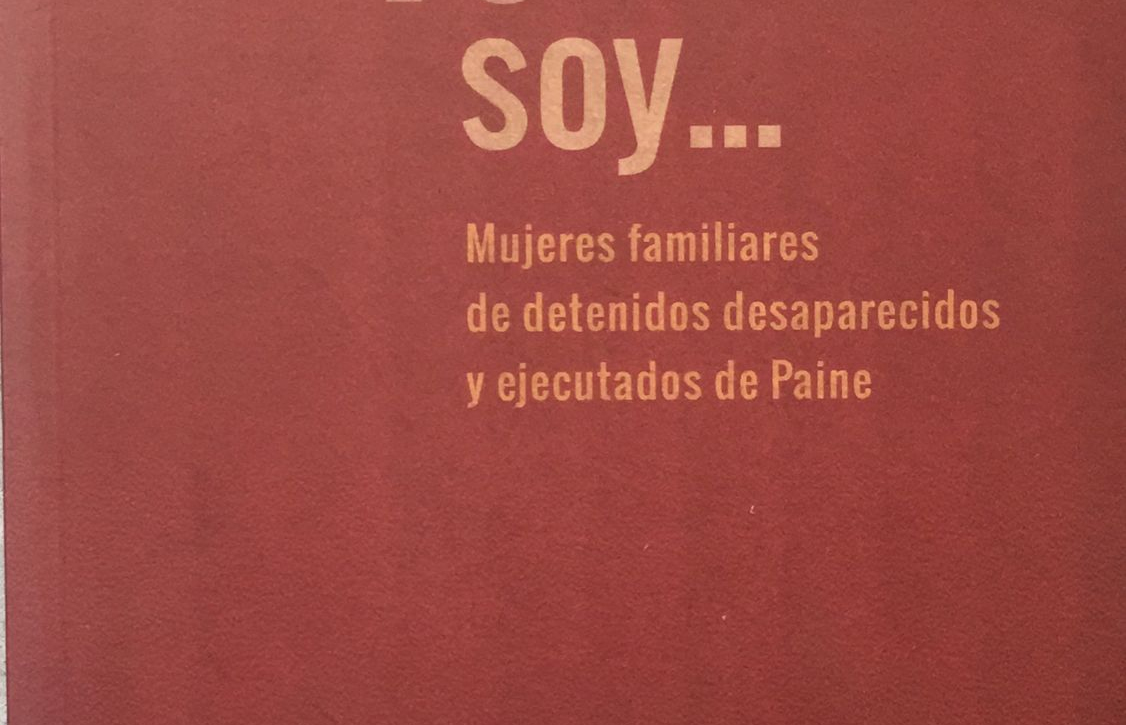 soy...
Mujeres familiares
de detenidos desaparecidos
y ejecutados de Paine